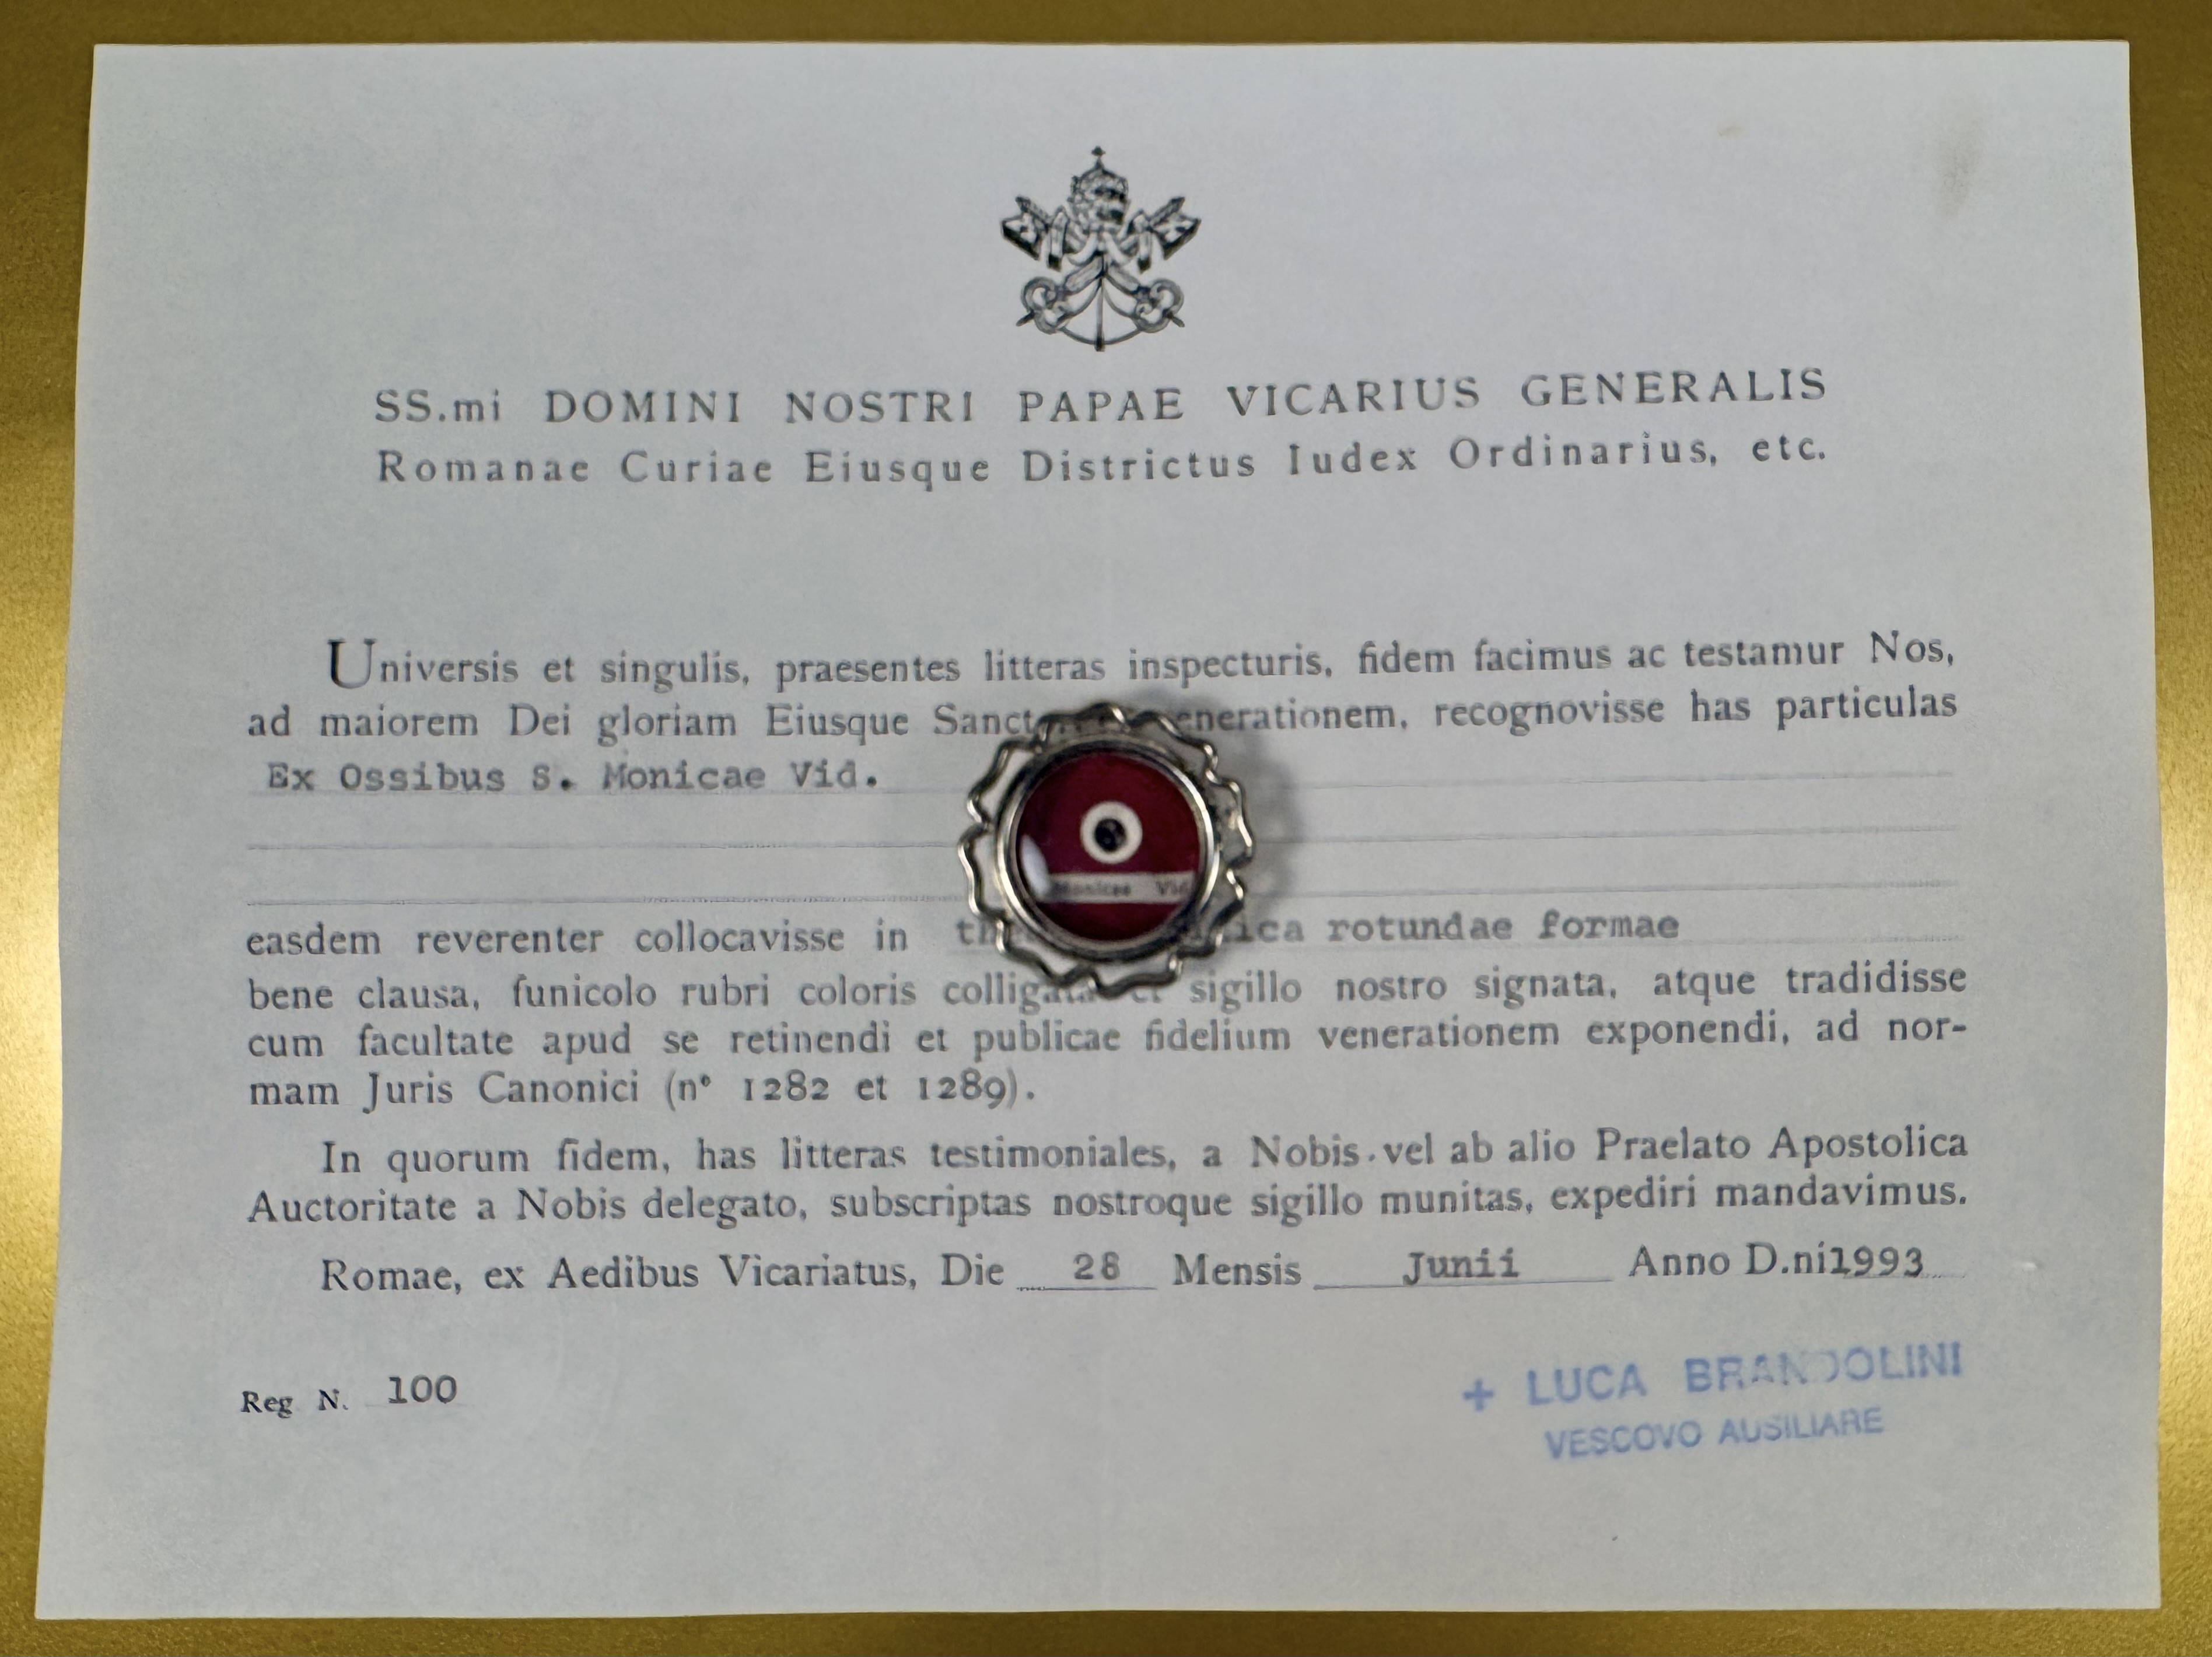 SS.mi DOMINI NOSTRI PAPAE VICARIUS GENERALIS
Romanae Curiae Eiusque Districtus Iudex Ordinarius, etc.
Universis et singulis, praesentes litteras inspecturis, fidem facimus ac testamur Nos,
ad maiorem Dei gloriam Eiusque recognovisse has particulas
Ex Ossibus S. Monicae Vid.
Monicae Vid
easdem reverenter collocavisse in rotundae formae
bene clausa, funicolo rubri coloris sigillo nostro signata, atque tradidisse
cum facultate apud se retinendi et publicae fidelium venerationem exponendi, ad nor-
mam Juris Canonici (n° 1282 et 1289).
In quorum fidem, has litteras testimoniales, a Nobis vel ab alio Praelato Apostolica
Auctoritate a Nobis delegato, subscriptas nostroque sigillo munitas, expediri mandavimus.
Romae, ex Aedibus Vicariatus, Die 28 Mensis Junii Anno D.ni1993
Reg N. 100
+ LUCA BRANDOLINI
VESCOVO AUSILIARE